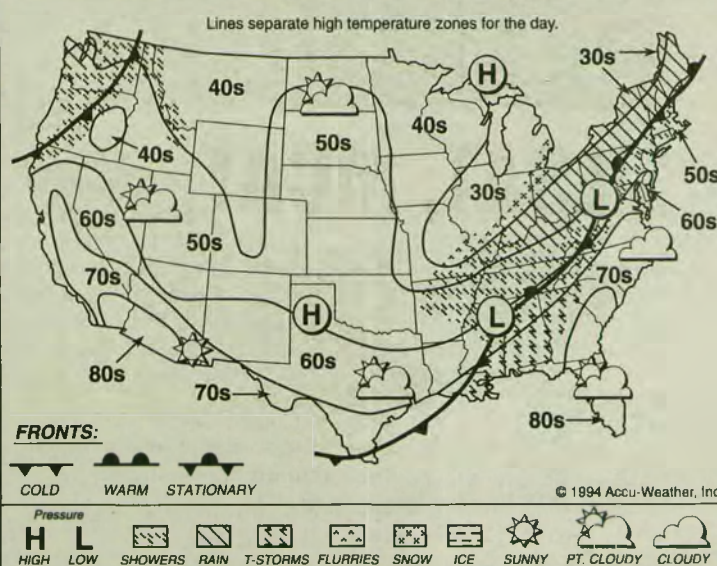 Lines separate high temperature zones for the day.
30s
H
40s
40s
50s
40s
30s
50s
60s
L
60s
50s
70s
70s
H
L
60s
80s
70s
80s
FRONTS:
COLD WARM STATIONARY
© 1994 Accu-Weather, Inc
Pressure
H L
HIGH LOW SHOWERS RAIN T-STORMS FLURRIES SNOW ICE SUNNY PT. CLOUDY CLOUDY